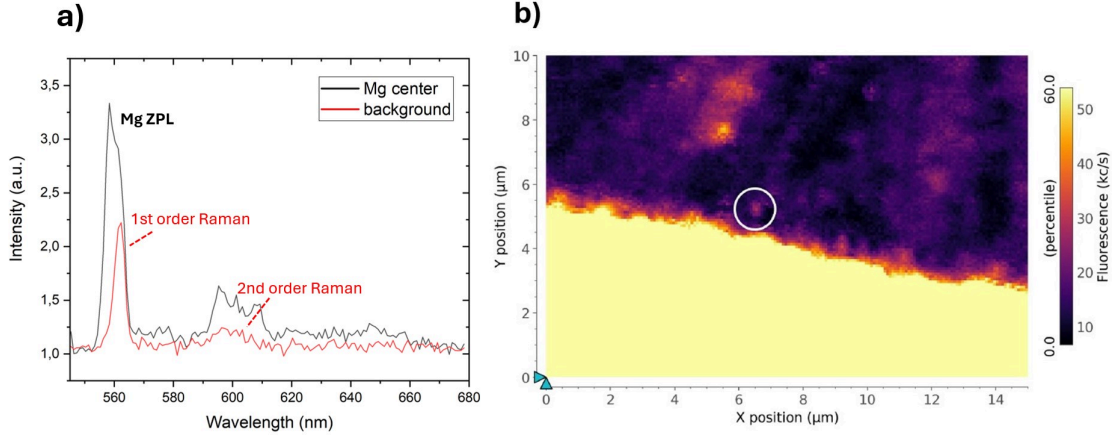 a)
3,5
3,0
2,5
2,0
1,5
1,0
Intensity (a.u.)
560
580
600
620
640
660
680
Wavelength (nm)
Mg center
background
Mg ZPL
1st order Raman
2nd order Raman
b)
10
8
6
4
2
0
Y position (µm)
0
2
4
6
8
10
12
14
X position (µm)
60.0
(percentile)
0.0
50
40
30
20
10
Fluorescence (kc/s)